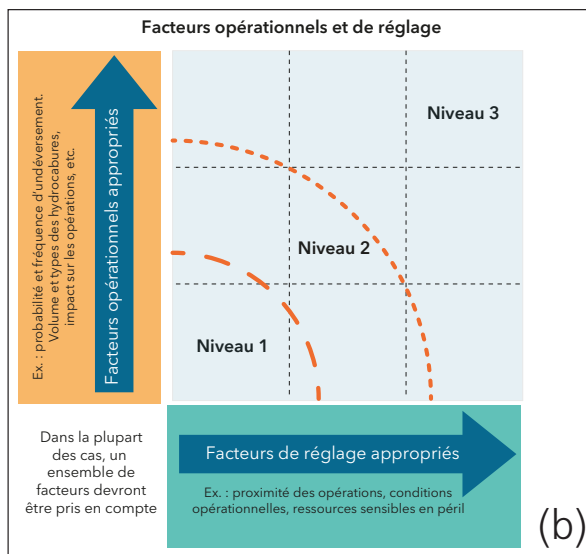 Facteurs opérationnels et de réglage
Ex. : probabilité et fréquence d'undéversement.
Volume et types des hydrocabures,
impact sur les opérations, etc.
Facteurs opérationnels appropriés
Niveau 3
Niveau 2
Niveau 1
Dans la plupart
des cas, un
ensemble de
facteurs devront
être pris en compte
Facteurs de réglage appropriés
Ex. : proximité des opérations, conditions
opérationnelles, ressources sensibles en péril
(b)